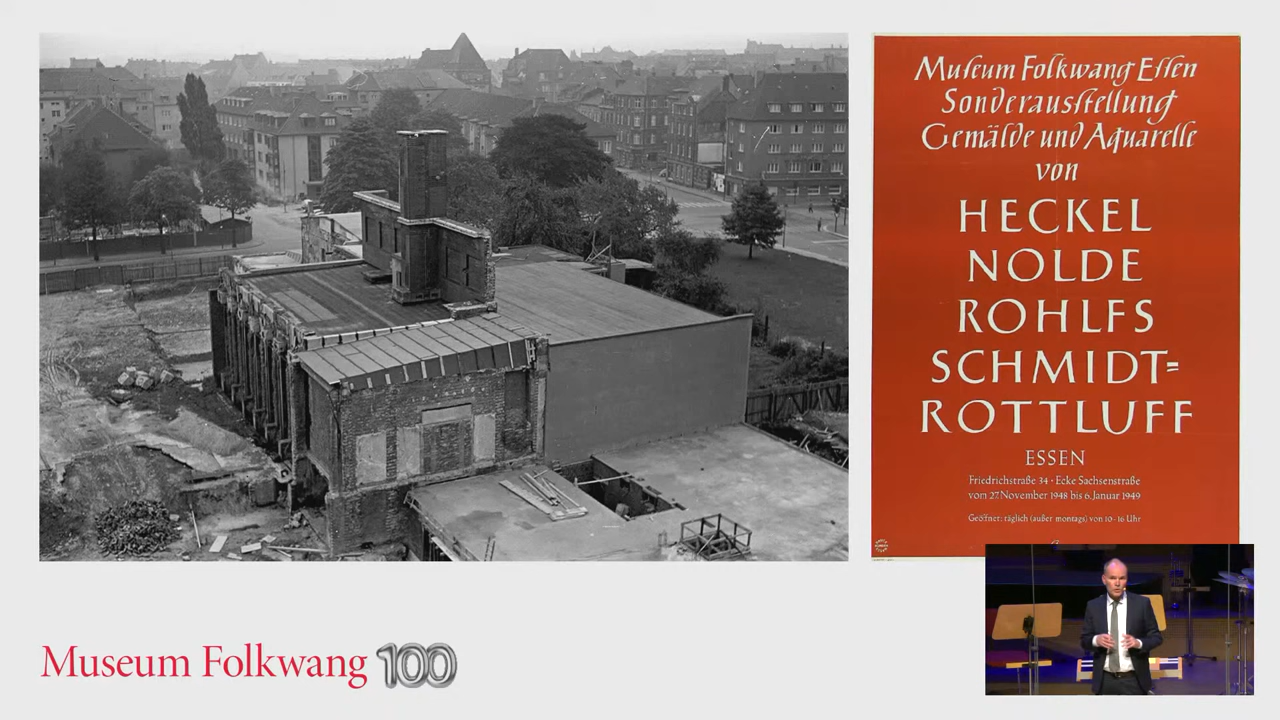 Museum Folkwang Essen
Sonderausstellung
Gemälde und Aquarelle
von
HECKEL
NOLDE
ROHLFS
SCHMIDT=
ROTTLUFF
ESSEN
Friedrichstraße 34 · Ecke Sachsenstraße
vom 27. November 1948 bis 6. Januar 1949
Geöffnet: täglich (außer montags) von 10–16 Uhr
Museum Folkwang 100